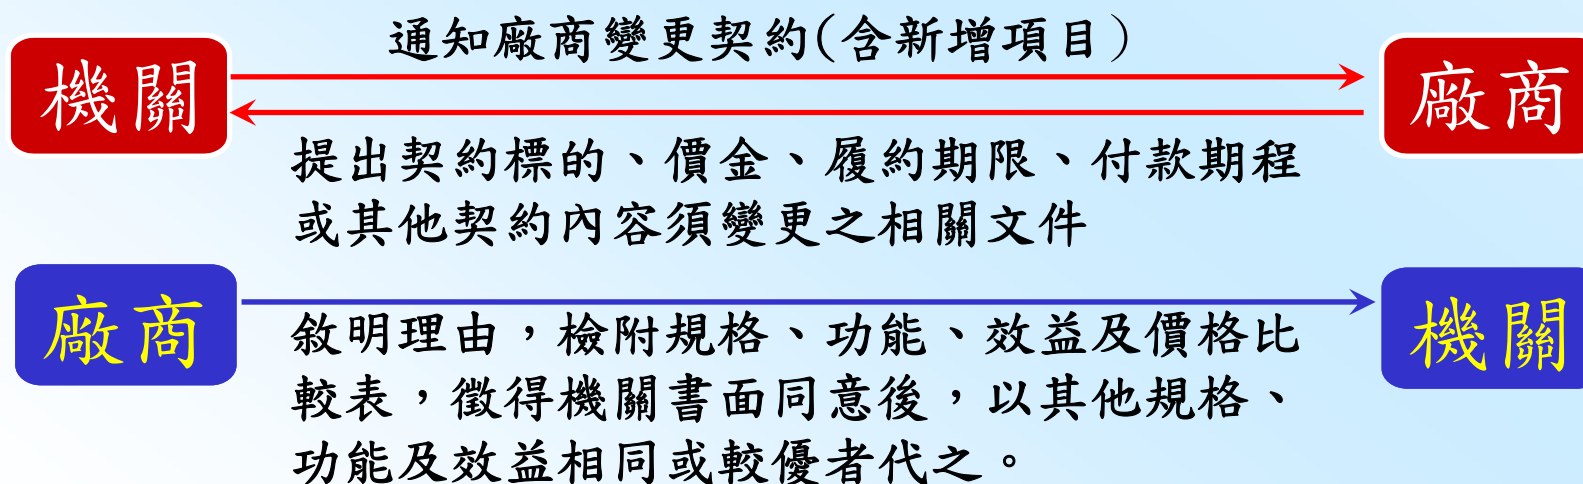 通知廠商變更契約(含新增項目)
機關
廠商
提出契約標的、價金、履約期限、付款期程
或其他契約內容須變更之相關文件
廠商
機關
敘明理由，檢附規格、功能、效益及價格比
較表，徵得機關書面同意後，以其他規格、
功能及效益相同或較優者代之。